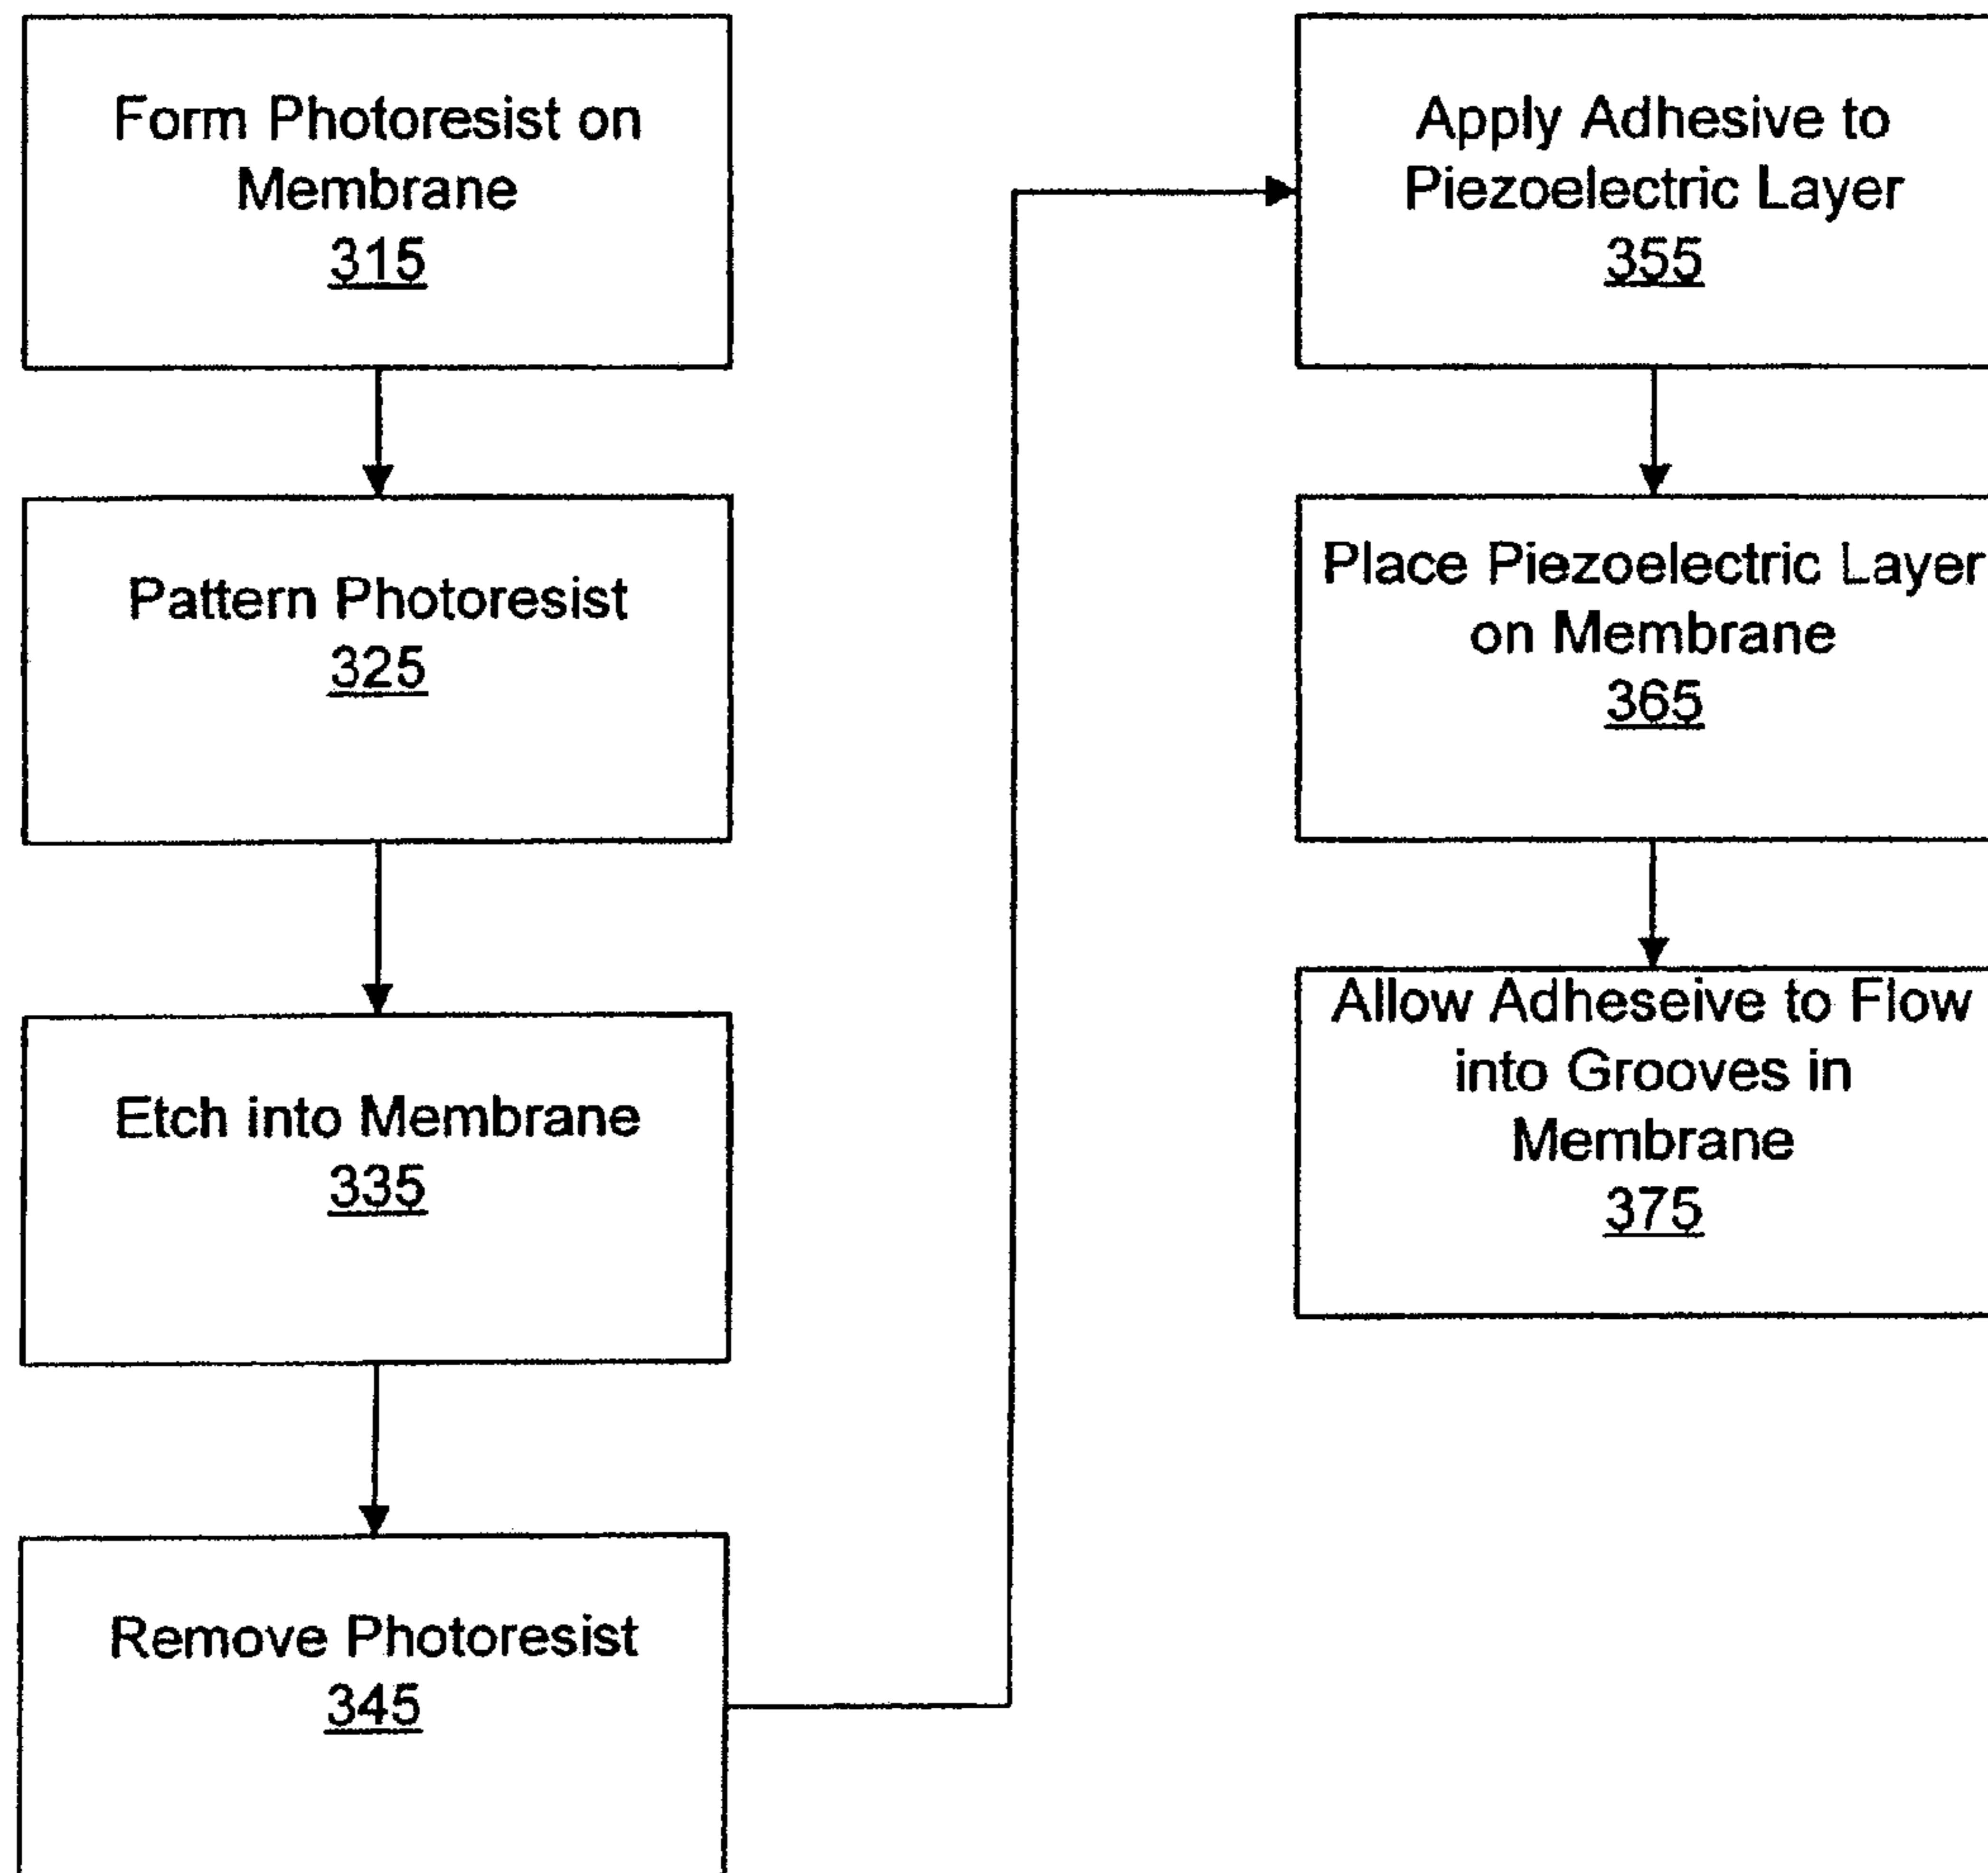 Form Photoresist on
Membrane
315
Pattern Photoresist
325
Etch into Membrane
335
Remove Photoresist
345
Apply Adhesive to
Piezoelectric Layer
355
Place Piezoelectric Layer
on Membrane
365
Allow Adheseive to Flow
into Grooves in
Membrane
375